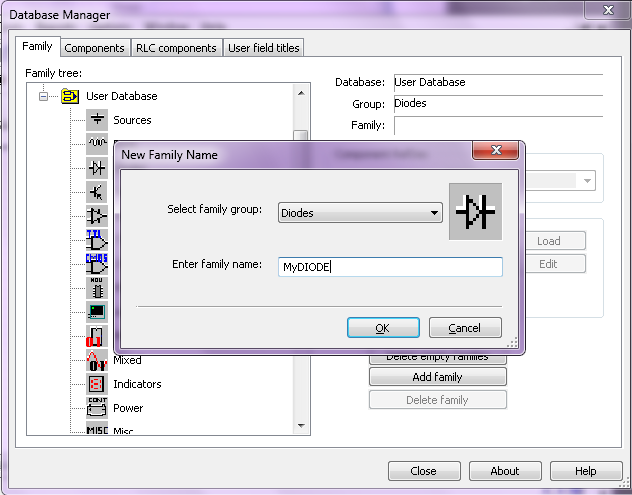 Database Manager
Family
Components
RLC components
User field titles
Family tree:
User Database
Sources
Mixed
Indicators
Power
Misc
Database: User Database
Group: Diodes
Family:
New Family Name
Select family group: Diodes
Enter family name: MyDIODE
OK Cancel
Load
Edit
Delete empty families
Add family
Delete family
Close About Help